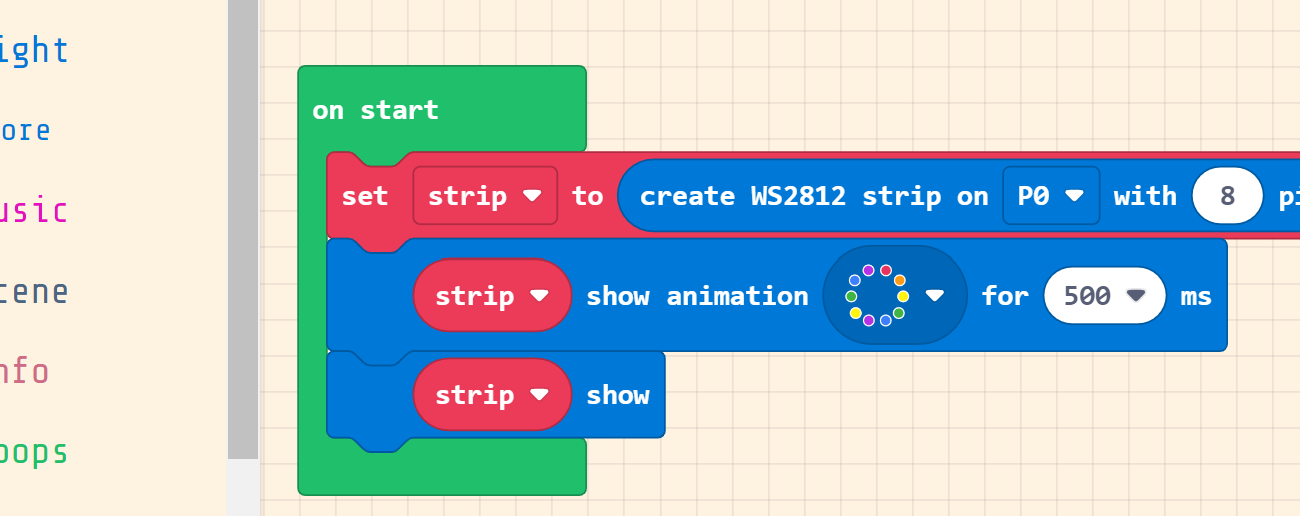 ight
ore
usic
cene
nfo
oops
on start
set strip to create WS2812 strip on P0 with 8 pi
strip show animation for 500 ms
strip show